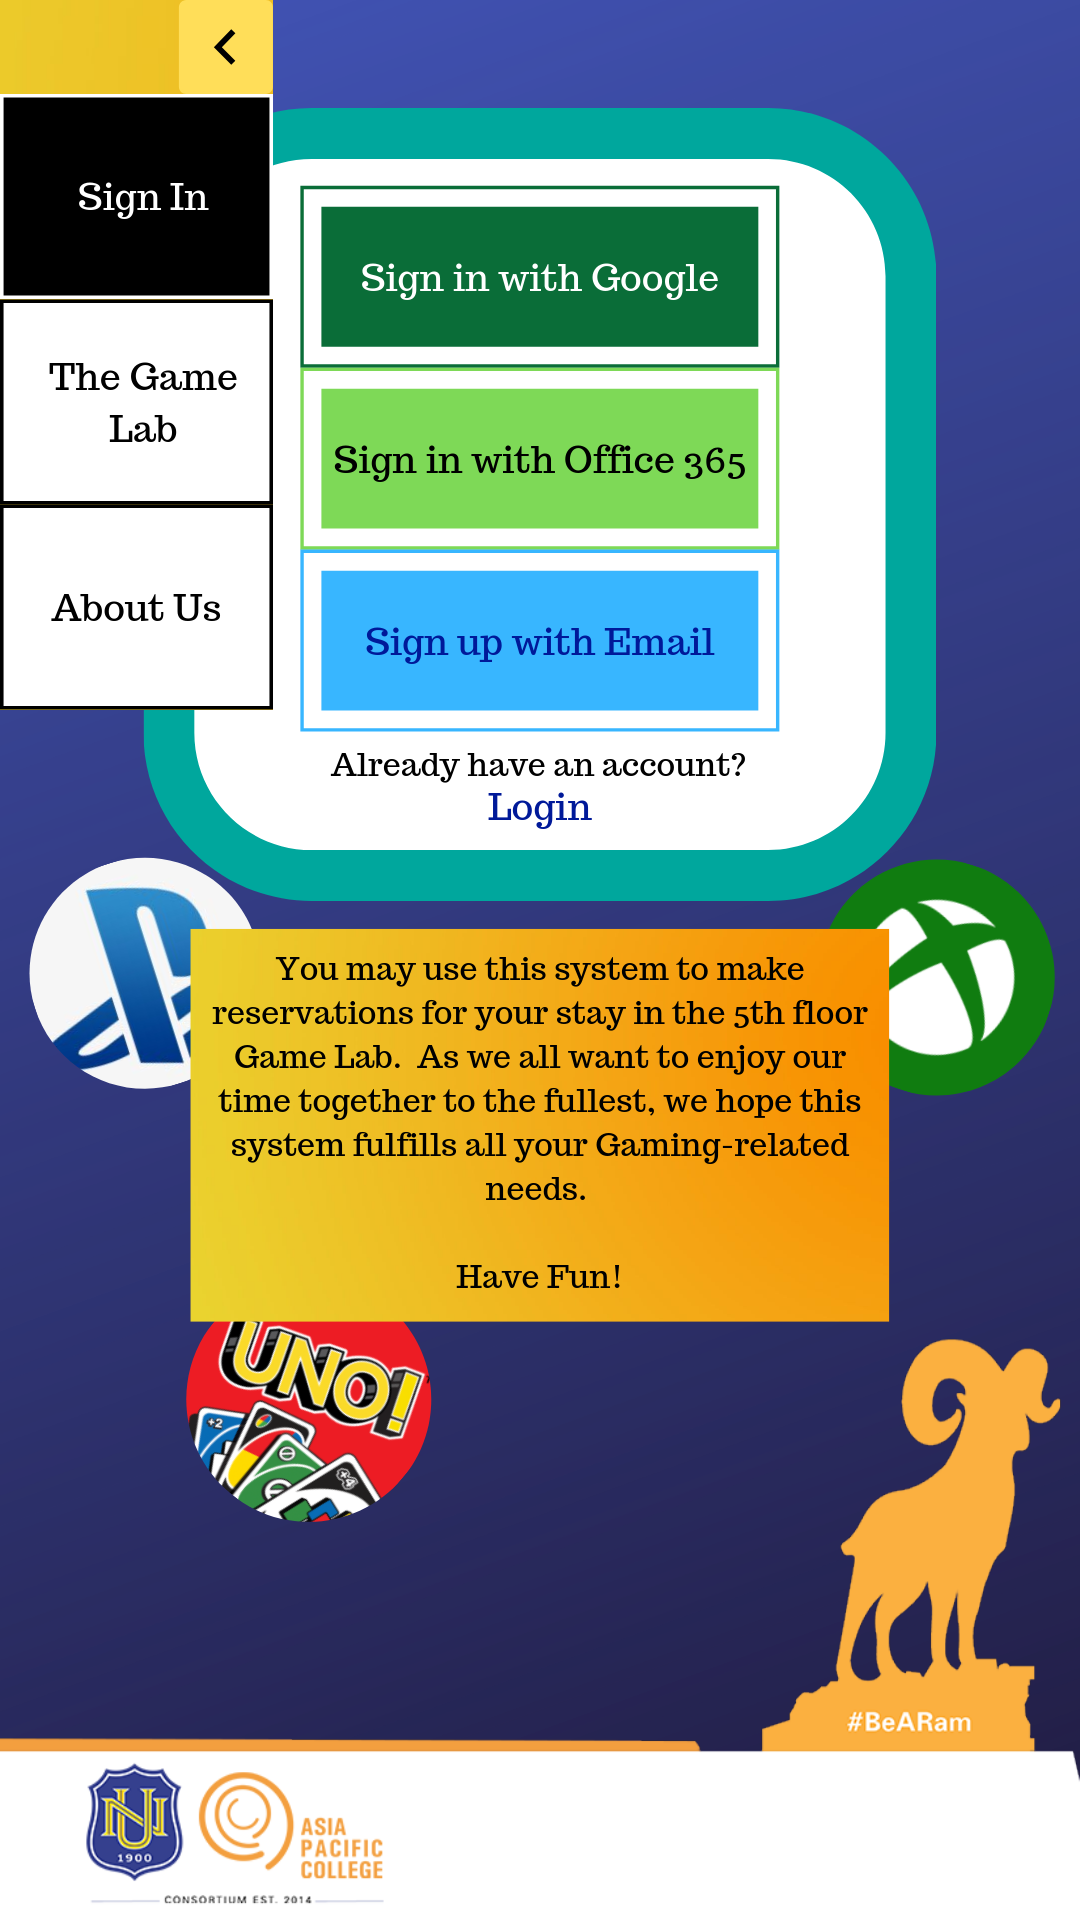 Sign In
The Game
Lab
About Us
Sign in with Google
Sign in with Office 365
Sign up with Email
Already have an account?
Login
You may use this system to make
reservations for your stay in the 5th floor
Game Lab.  As we all want to enjoy our
time together to the fullest, we hope this
system fulfills all your Gaming-related
needs.
Have Fun!
UNO!
+2
+4
#BeARam
NU
1900
ASIA
PACIFIC
COLLEGE
CONSORTIUM EST. 2014